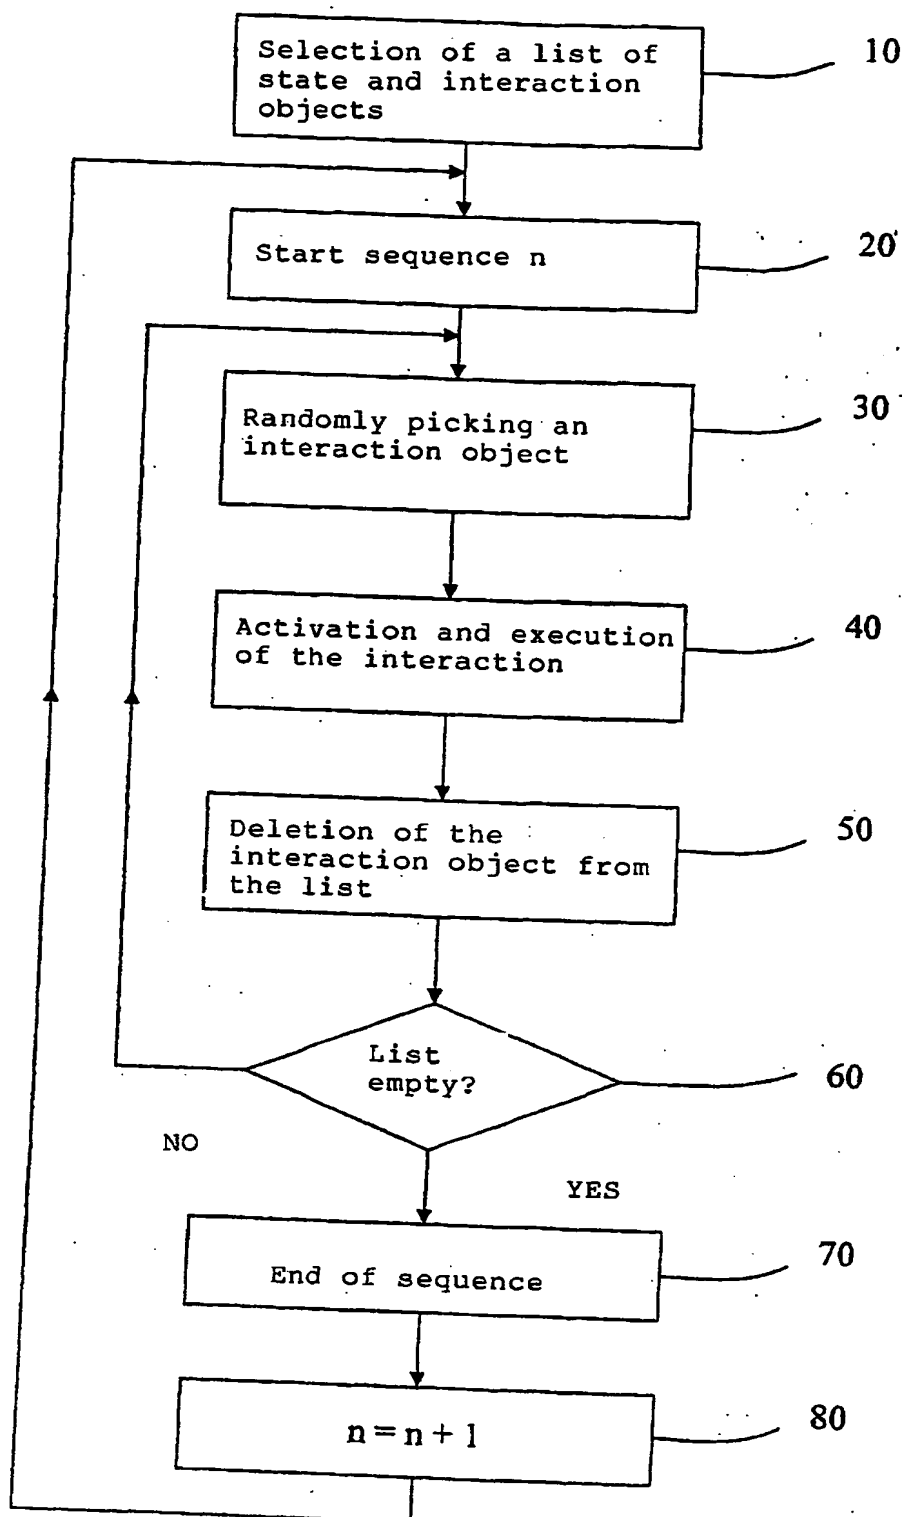 Selection of a list of
state and interaction
objects
10
Start sequence n
20
Randomly picking an
interaction object
30
Activation and execution
of the interaction
40
Deletion of the
interaction object from
the list
50
List
empty?
60
NO
YES
End of sequence
70
n = n + 1
80